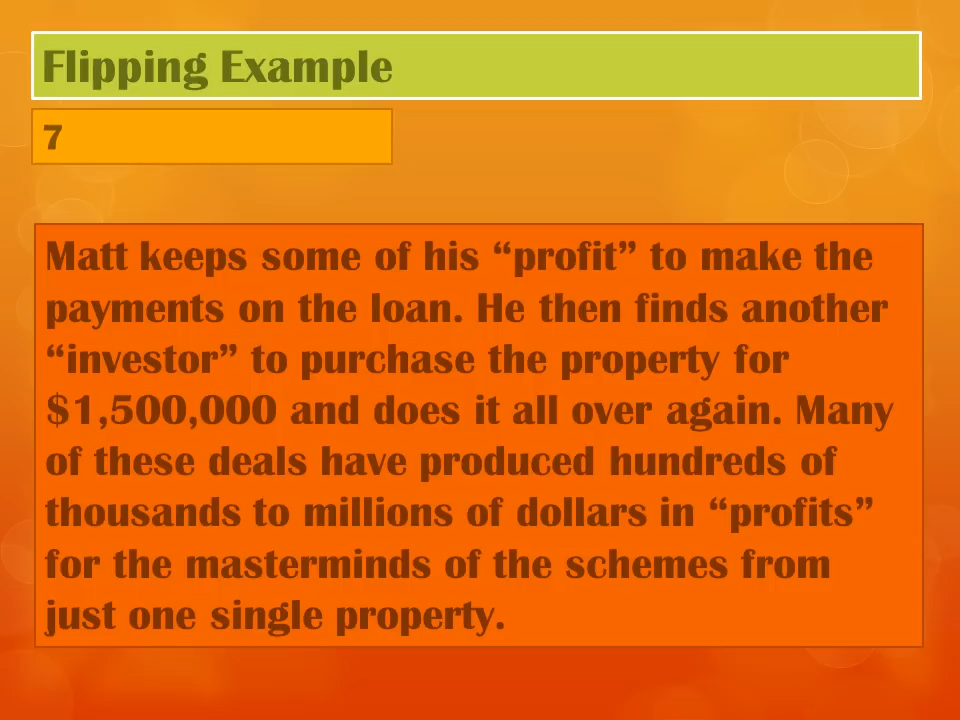 Flipping Example
7
Matt keeps some of his “profit” to make the
payments on the loan. He then finds another
“investor” to purchase the property for
$1,500,000 and does it all over again. Many
of these deals have produced hundreds of
thousands to millions of dollars in “profits”
for the masterminds of the schemes from
just one single property.